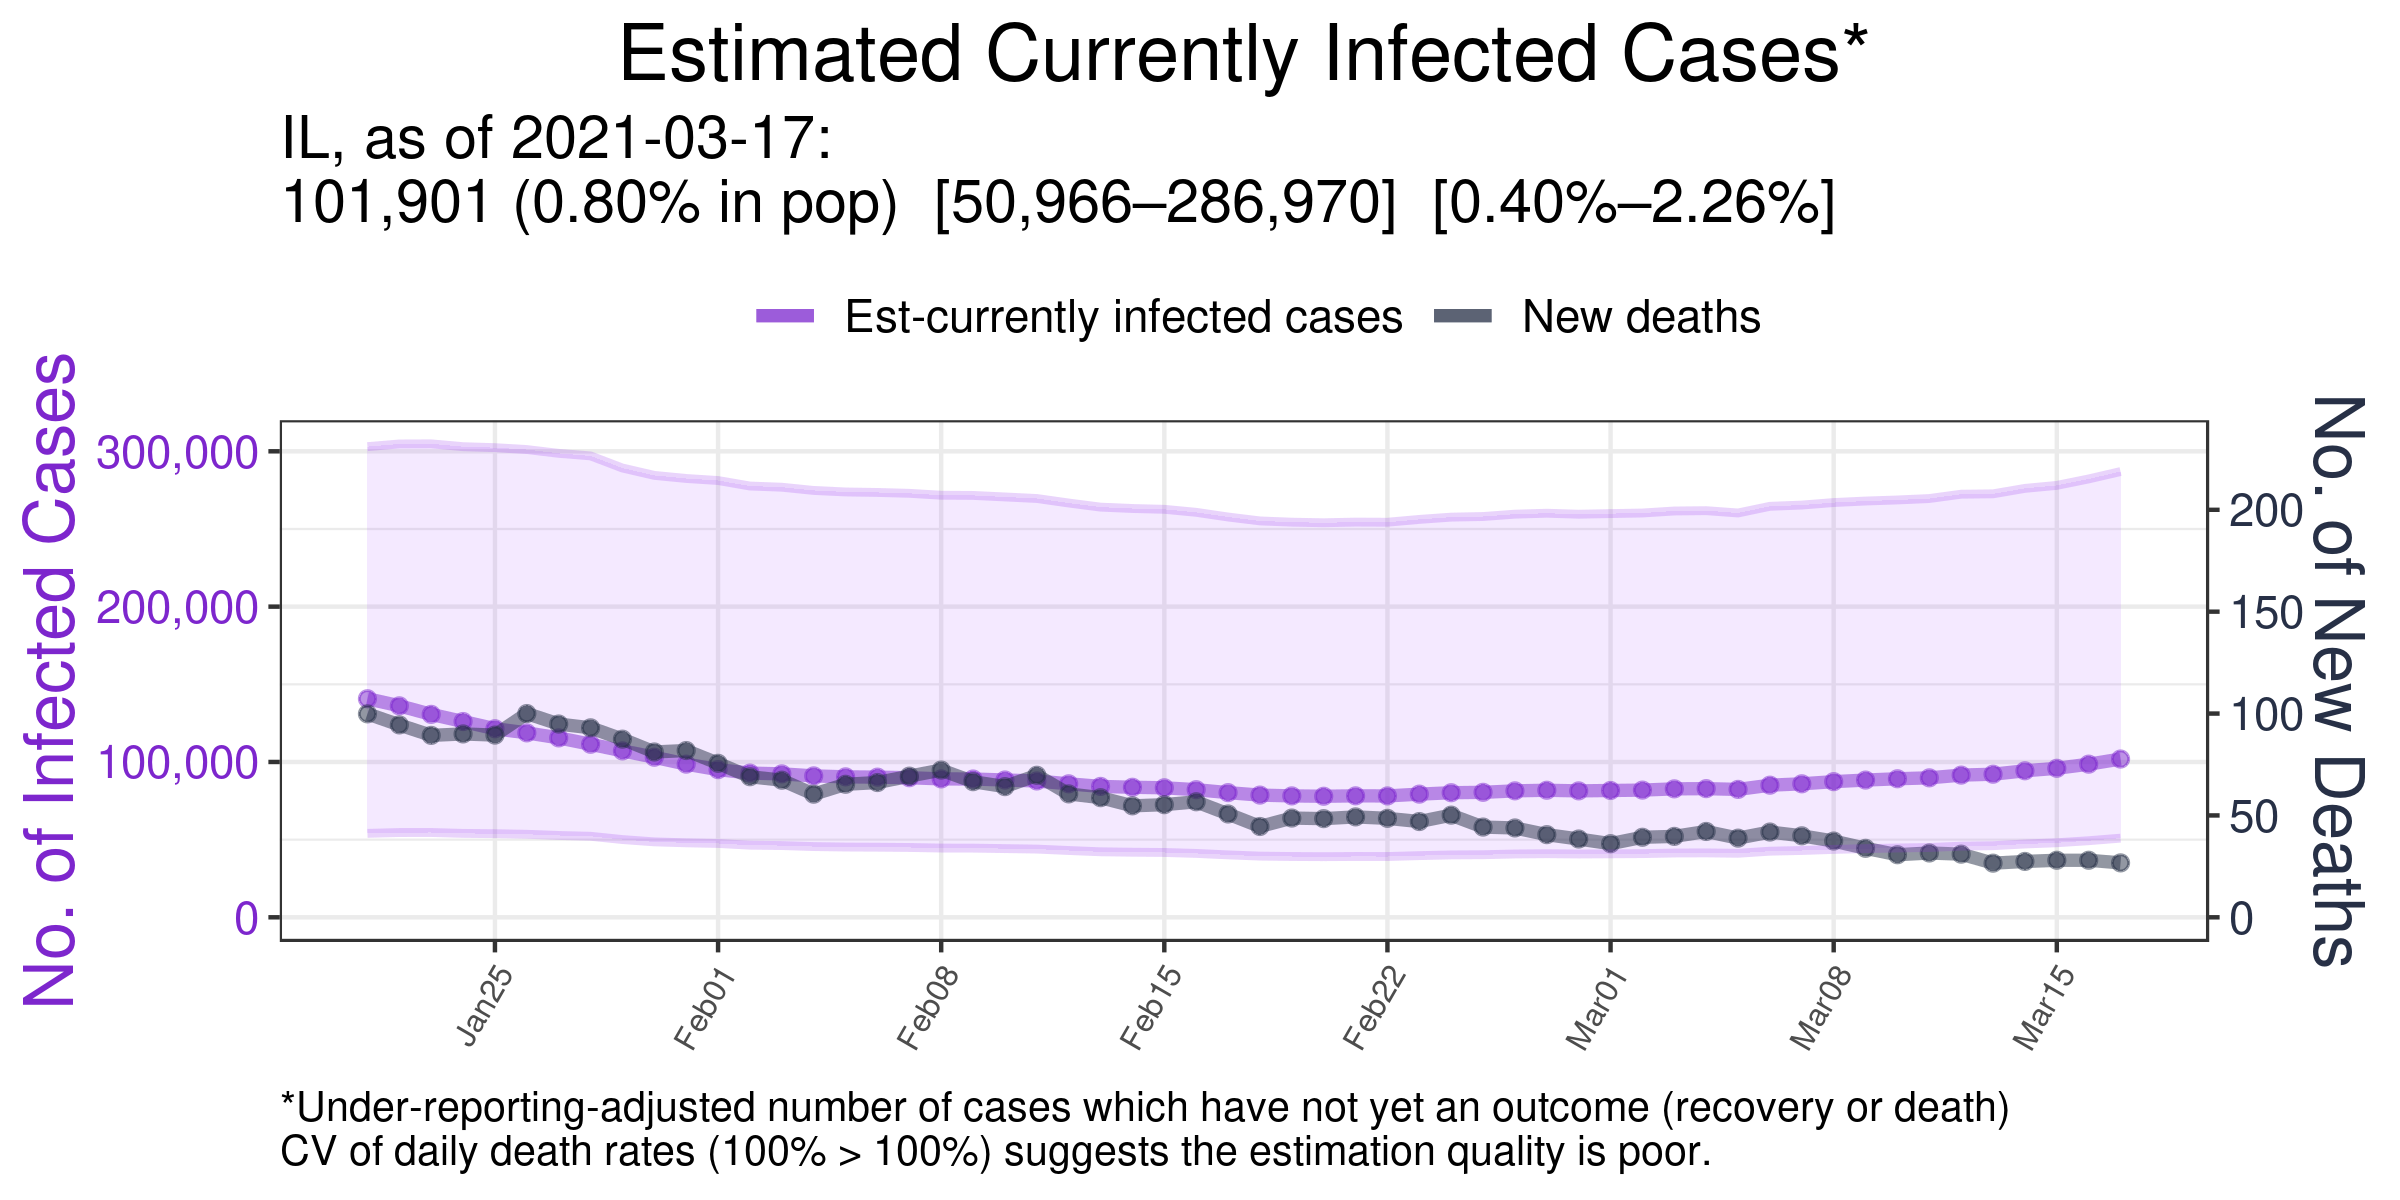 Estimated Currently Infected Cases*
IL, as of 2021-03-17:
101,901 (0.80% in pop)  [50,966–286,970]  [0.40%–2.26%]
Est-currently infected cases
New deaths
No. of Infected Cases
300,000
200,000
100,000
0
No. of New Deaths
200
150
100
50
0
Jan25
Feb01
Feb08
Feb15
Feb22
Mar01
Mar08
Mar15
*Under-reporting-adjusted number of cases which have not yet an outcome (recovery or death)
CV of daily death rates (100% > 100%) suggests the estimation quality is poor.